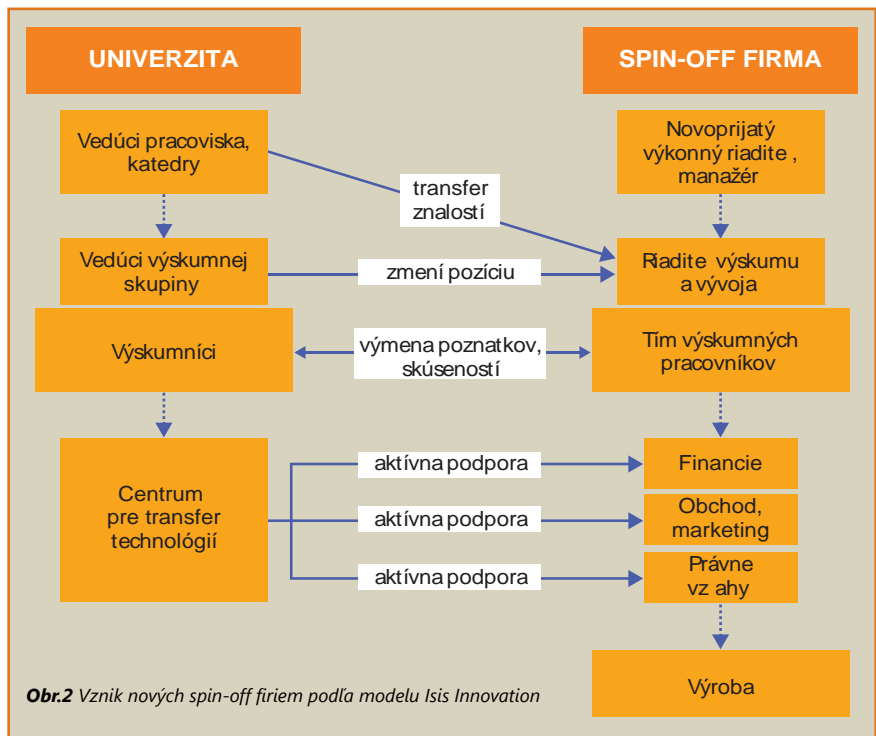 UNIVERZITA
SPIN-OFF FIRMA
Vedúci pracoviska,
katedry
Novoprijatý
výkonný riadite ,
manažér
transfer
znalostí
Vedúci výskumnej
skupiny
zmení pozíciu
Riadite výskumu
a vývoja
Výskumníci
výmena poznatkov,
skúseností
Tím výskumných
pracovníkov
Centrum
pre transfer
technológií
aktívna podpora
Financie
aktívna podpora
Obchod,
marketing
aktívna podpora
Právne
vz ahy
Výroba
Obr.2 Vznik nových spin-off firiem podľa modelu Isis Innovation